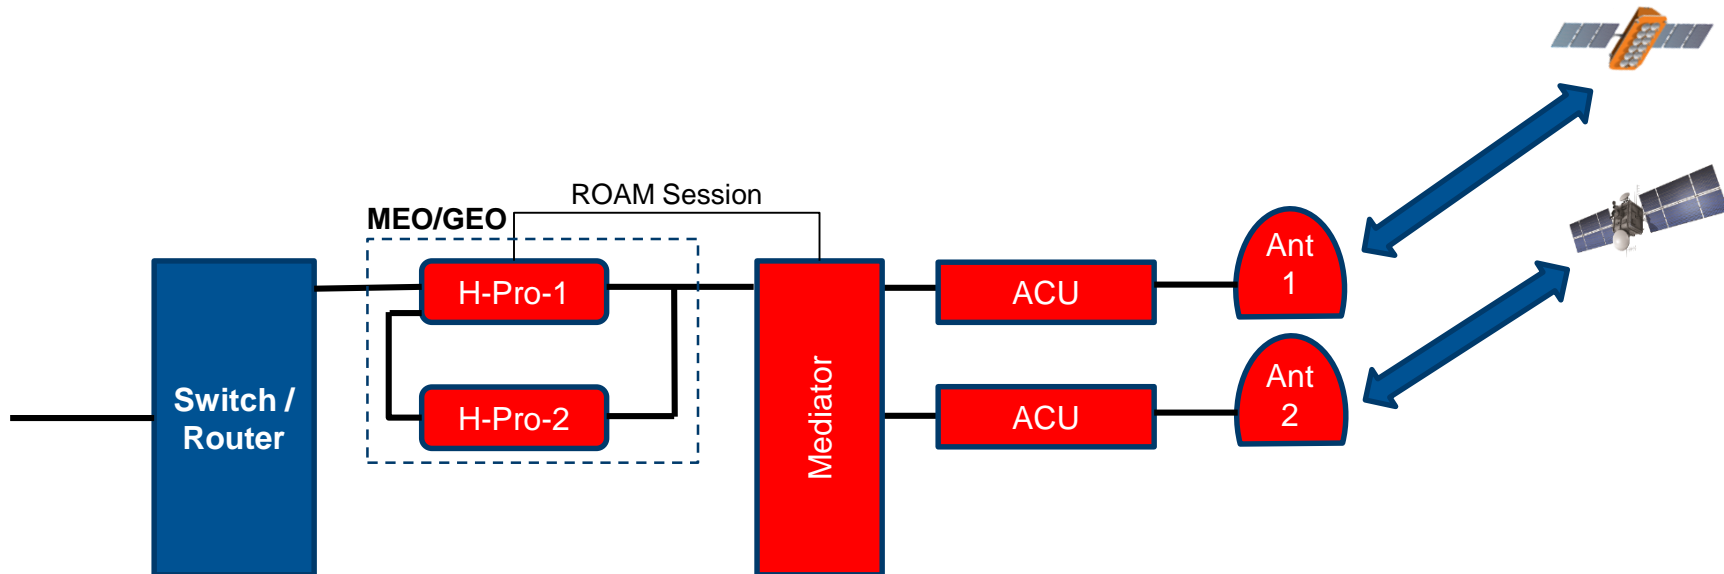 ROAM Session
MEO/GEO
H-Pro-1
H-Pro-2
Switch /
Router
Mediator
ACU
ACU
Ant
1
Ant
2